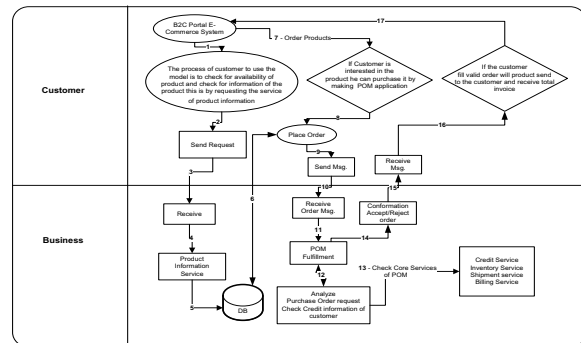 17
B2C Portal E-
Commerce System
7 - Order Products
1
The process of customer to use the
model is to check for availability of
product and check for information of the
product this is by requesting the service
of product information
If Customer is
interested in the
product he can purchase it by
making POM application
If the customer
fill valid order will product send
to the customer and receive total
invoice
Customer
2
8
16
Place Order
Send Request
9
Send Msg.
Receive
Msg.
3
6
10
15
Receive
Receive
Order Msg.
Conformation
Accept/Reject
order
4
11
14
Business
Product
Information
Service
POM
Fulfillment
13 - Check Core Services
of POM
Credit Service
Inventory Service
Shipment service
Billing Service
12
5
DB
Analyze
Purchase Order request
Check Credit information of
customer